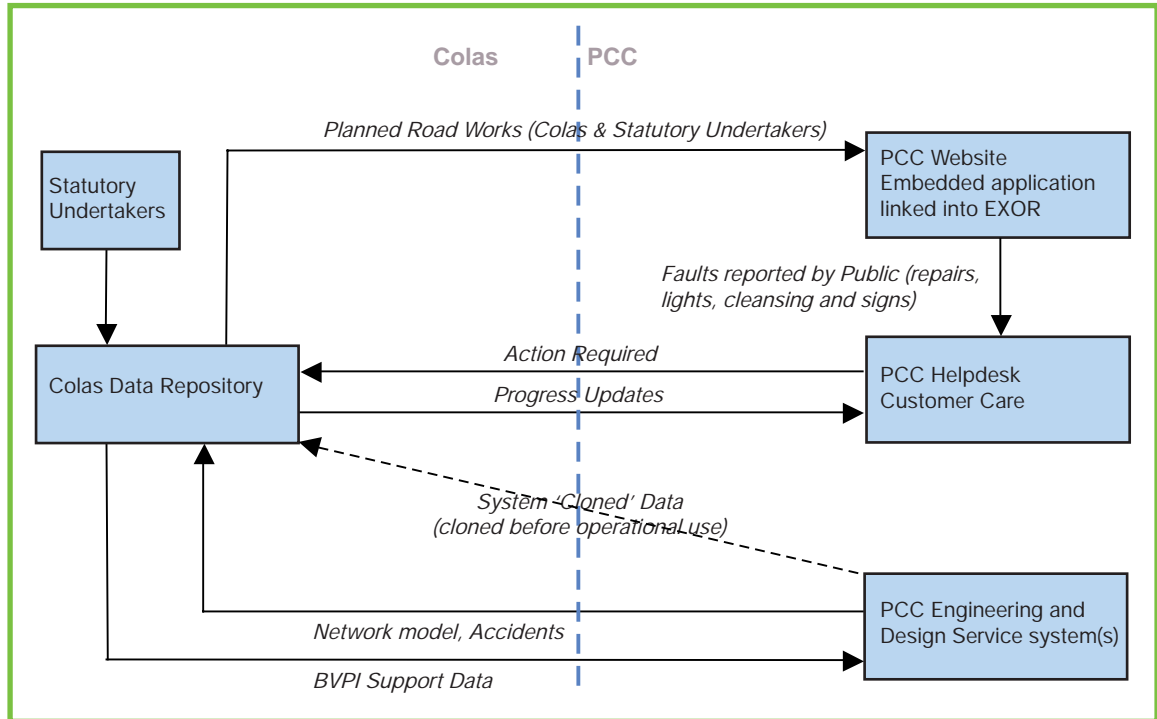 Colas
PCC
Planned Road Works (Colas & Statutory Undertakers)
Statutory
Undertakers
PCC Website
Embedded application
linked into EXOR
Faults reported by Public (repairs,
lights, cleansing and signs)
Colas Data Repository
Action Required
Progress Updates
PCC Helpdesk
Customer Care
System ‘Cloned’ Data
(cloned before operational use)
PCC Engineering and
Design Service system(s)
Network model, Accidents
BVPI Support Data